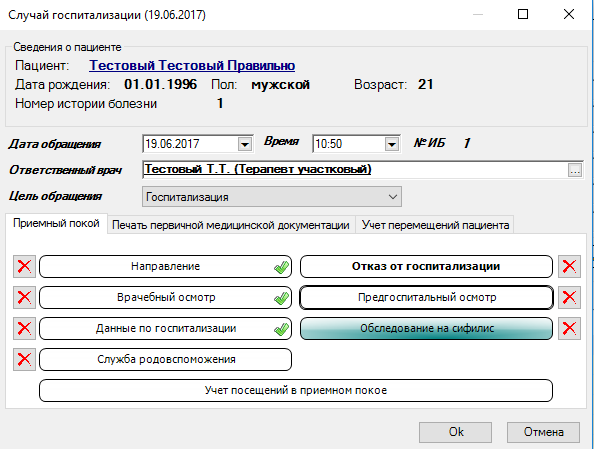 Случай госпитализации (19.06.2017)
Сведения о пациенте
Пациент: Тестовый Тестовый Правильно
Дата рождения: 01.01.1996 Пол: мужской Возраст: 21
Номер истории болезни 1
Дата обращения 19.06.2017 Время 10:50 № ИБ 1
Ответственный врач Тестовый Т.Т. (Терапевт участковый) ...
Цель обращения Госпитализация
Приемный покой Печать первичной медицинской документации Учет перемещений пациента
Направление Отказ от госпитализации
Врачебный осмотр Предгоспитальный осмотр
Данные по госпитализации Обследование на сифилис
Служба родовспоможения
Учет посещений в приемном покое
Ok Отмена